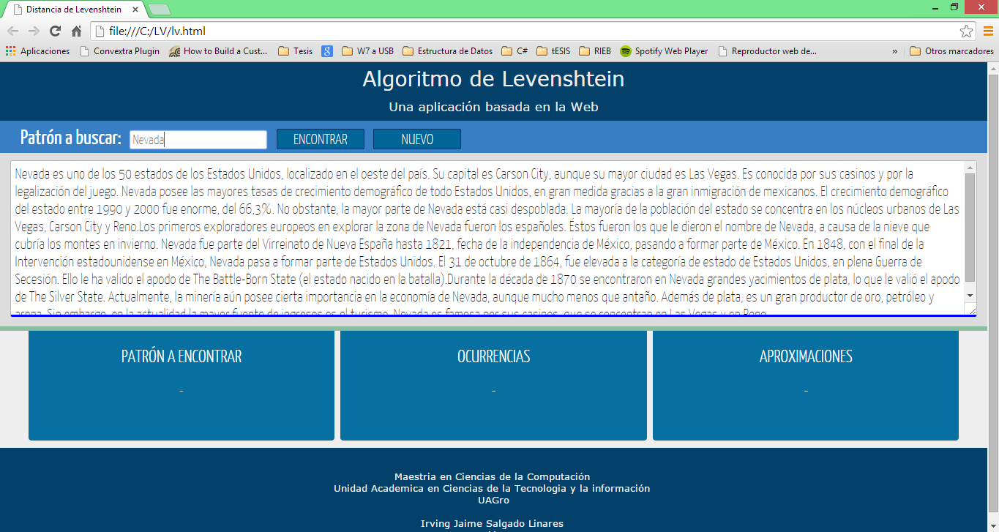 Distancia de Levenshtein
file:///C:/LV/lv.html
Aplicaciones Convextra Plugin How to Build a Cust... Tesis 8 W7 a USB Estructura de Datos C# tESIS RIEB Spotify Web Player Reproductor web de... » Otros marcadores
Algoritmo de Levenshtein
Una aplicación basada en la Web
Patrón a buscar: Nevada ENCONTRAR NUEVO
Nevada es uno de los 50 estados de los Estados Unidos, localizado en el oeste del país. Su capital es Carson City, aunque su mayor ciudad es Las Vegas. Es conocida por sus casinos y por la
legalización del juego. Nevada posee las mayores tasas de crecimiento demográfico de todo Estados Unidos, en gran medida gracias a la gran inmigración de mexicanos. El crecimiento demográfico
del estado entre 1990 y 2000 fue enorme, del 66,3%. No obstante, la mayor parte de Nevada está casi despoblada. La mayoría de la población del estado se concentra en los núcleos urbanos de Las
Vegas, Carson City y Reno.Los primeros exploradores europeos en explorar la zona de Nevada fueron los españoles. Éstos fueron los que le dieron el nombre de Nevada, a causa de la nieve que
cubría los montes en invierno. Nevada fue parte del Virreinato de Nueva España hasta 1821, fecha de la independencia de México, pasando a formar parte de México. En 1848, con el final de la
Intervención estadounidense en México, Nevada pasa a formar parte de Estados Unidos. El 31 de octubre de 1864, fue elevada a la categoría de estado de Estados Unidos, en plena Guerra de
Secesión. Ello le ha valido el apodo de The Battle-Born State (el estado nacido en la batalla).Durante la década de 1870 se encontraron en Nevada grandes yacimientos de plata, lo que le valió el apodo
de The Silver State. Actualmente, la minería aún posee cierta importancia en la economía de Nevada, aunque mucho menos que antaño. Además de plata, es un gran productor de oro, petróleo y
arena. Sin embargo, en la actualidad la mayor fuente de ingresos es el turismo. Nevada es famosa por sus casinos, que se concentran en Las Vegas y en Reno.
PATRÓN A ENCONTRAR OCURRENCIAS APROXIMACIONES
- - -
Maestria en Ciencias de la Computación
Unidad Academica en Ciencias de la Tecnologia y la información
UAGro
Irving Jaime Salgado Linares